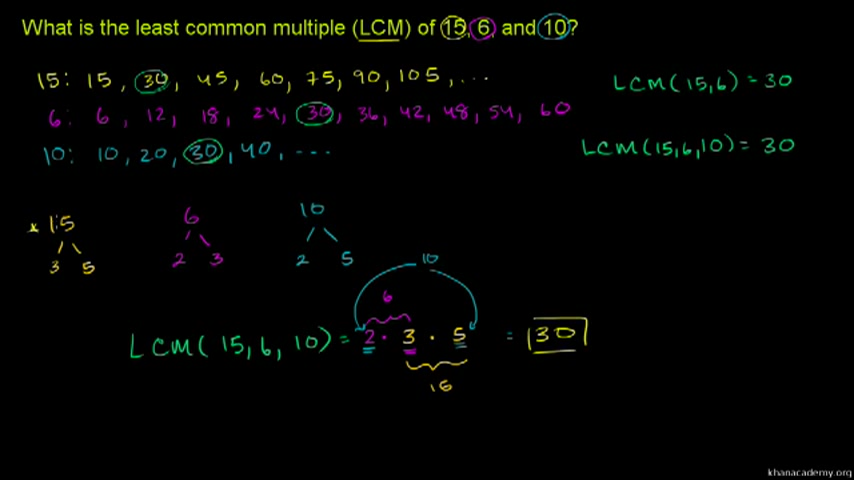 What is the least common multiple (LCM) of 15, 6, and 10?
15: 15, 30, 45, 60, 75, 90, 105, ...
LCM(15,6) = 30
6: 6, 12, 18, 24, 30, 36, 42, 48, 54, 60
LCM(15,6,10) = 30
10: 10, 20, 30, 40, ...
15
6
10
3 5
2 3
2 5
10
6
LCM(15, 6, 10) = 2 · 3 · 5 = 30
15
khanacademy.org